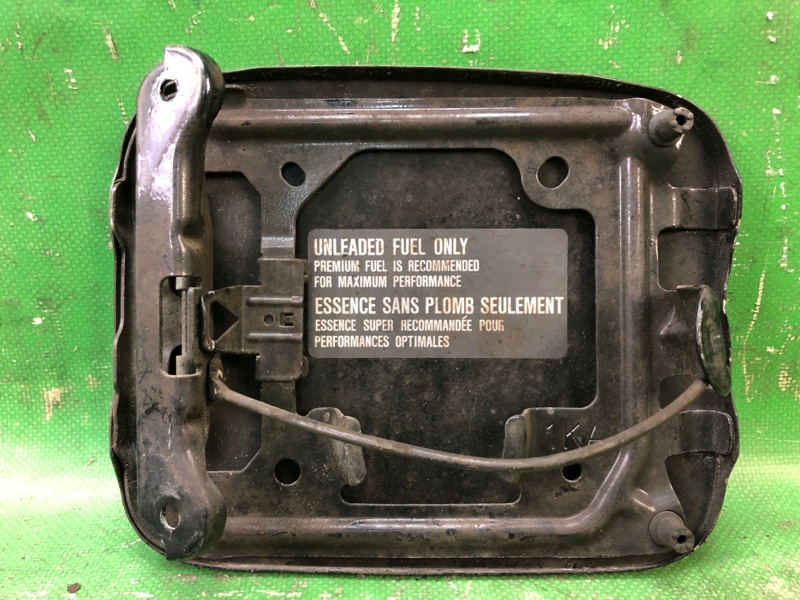 UNLEADED FUEL ONLY
PREMIUM FUEL IS RECOMMENDED
FOR MAXIMUM PERFORMANCE
ESSENCE SANS PLOMB SEULEMENT
ESSENCE SUPER RECOMMANDÉE POUR
PERFORMANCES OPTIMALES
1KA